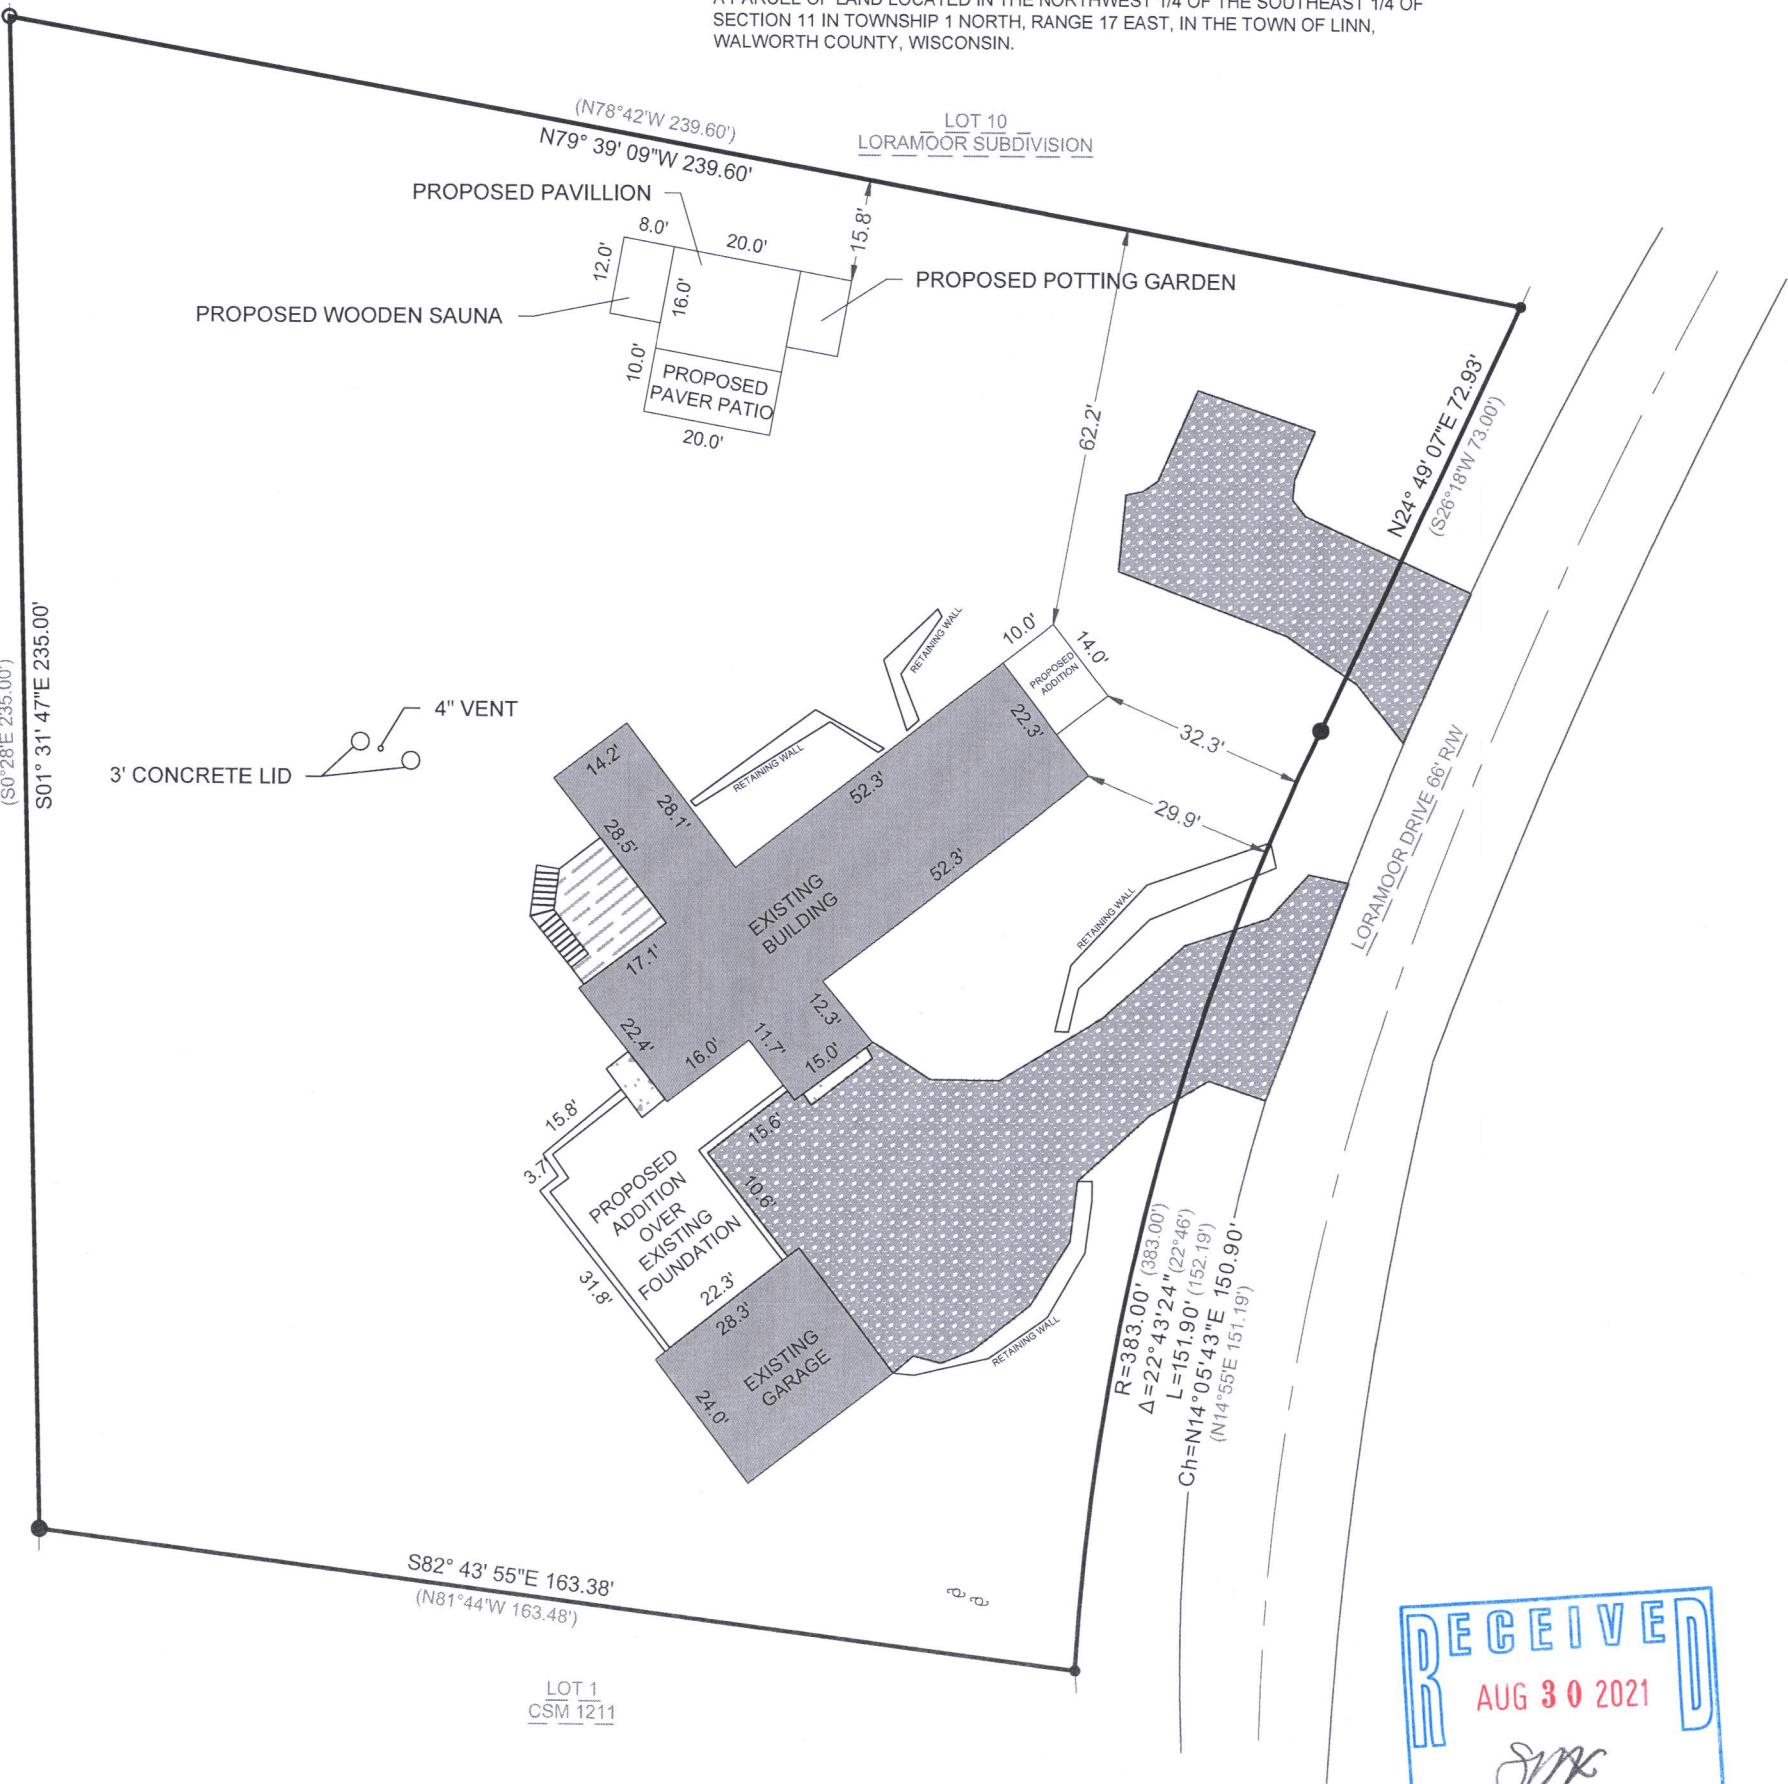 SECTION 11 IN TOWNSHIP 1 NORTH, RANGE 17 EAST, IN THE TOWN OF LINN,
WALWORTH COUNTY, WISCONSIN.
(N78°42'W 239.60')
N79° 39' 09"W 239.60'
LOT 10
LORAMOOR SUBDIVISION
PROPOSED PAVILLION
8.0'
20.0'
12.0'
16.0'
15.8'
PROPOSED POTTING GARDEN
PROPOSED WOODEN SAUNA
10.0'
PROPOSED
PAVER PATIO
20.0'
62.2'
N24° 49' 07"E 72.93'
(S26°18'W 73.00')
(S0°28'E 235.00')
S01° 31' 47"E 235.00'
4" VENT
3' CONCRETE LID
RETAINING WALL
RETAINING WALL
10.0'
14.0'
PROPOSED
ADDITION
22.3'
32.3'
29.9'
LORAMOOR DRIVE 66' R/W
14.2'
28.1'
28.5'
52.3'
52.3'
EXISTING
BUILDING
RETAINING WALL
17.1'
22.4'
16.0'
11.7'
12.3'
15.0'
15.8'
3.7'
15.6'
10.6'
PROPOSED
ADDITION
OVER
EXISTING
FOUNDATION
31.8'
22.3'
28.3'
EXISTING
GARAGE
24.0'
RETAINING WALL
R=383.00' (383.00')
Δ=22°43'24" (22°46')
L=151.90' (152.19')
Ch=N14°05'43"E 150.90'
(N14°55'E 151.19')
S82° 43' 55"E 163.38'
(N81°44'W 163.48')
LOT 1
CSM 1211
RECEIVED
AUG 30 2021